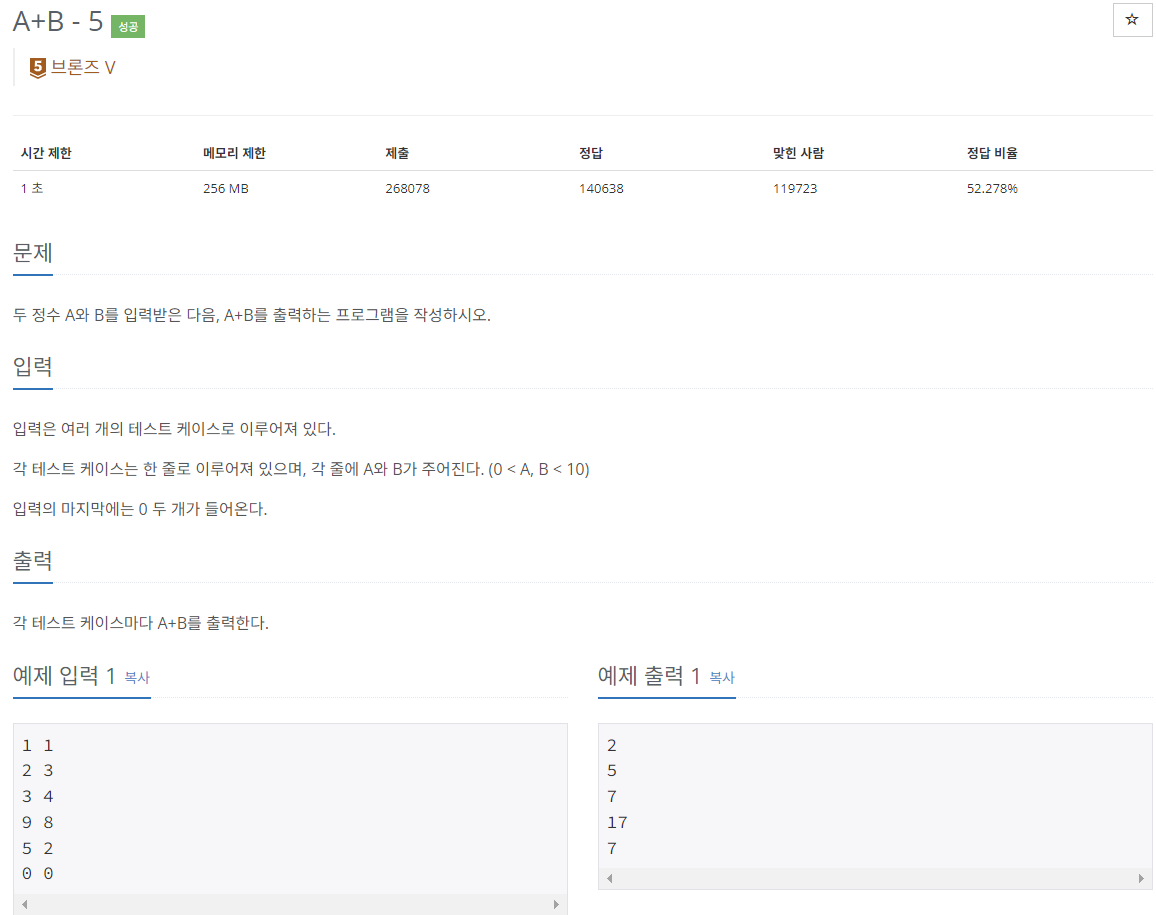 A+B - 5 성공
☆
5 브론즈 V
시간 제한 메모리 제한 제출 정답 맞힌 사람 정답 비율
1 초 256 MB 268078 140638 119723 52.278%
문제
두 정수 A와 B를 입력받은 다음, A+B를 출력하는 프로그램을 작성하시오.
입력
입력은 여러 개의 테스트 케이스로 이루어져 있다.
각 테스트 케이스는 한 줄로 이루어져 있으며, 각 줄에 A와 B가 주어진다. (0 < A, B < 10)
입력의 마지막에는 0 두 개가 들어온다.
출력
각 테스트 케이스마다 A+B를 출력한다.
예제 입력 1 복사
1 1
2 3
3 4
9 8
5 2
0 0
예제 출력 1 복사
2
5
7
17
7